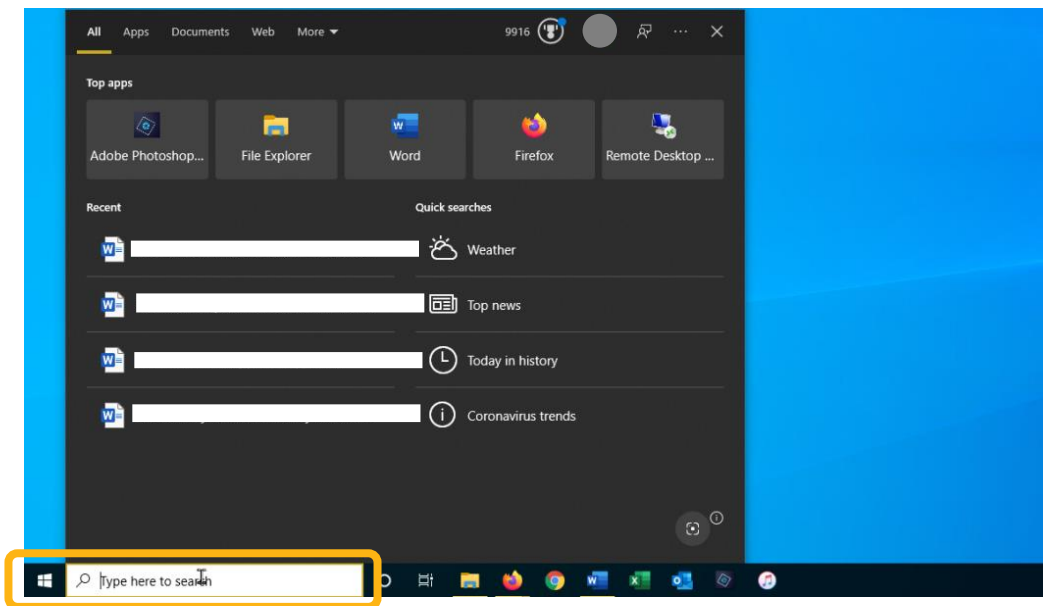 All Apps Documents Web More 9916
Top apps
Adobe Photoshop... File Explorer Word Firefox Remote Desktop ...
Recent Quick searches
Weather
Top news
Today in history
Coronavirus trends
Type here to search